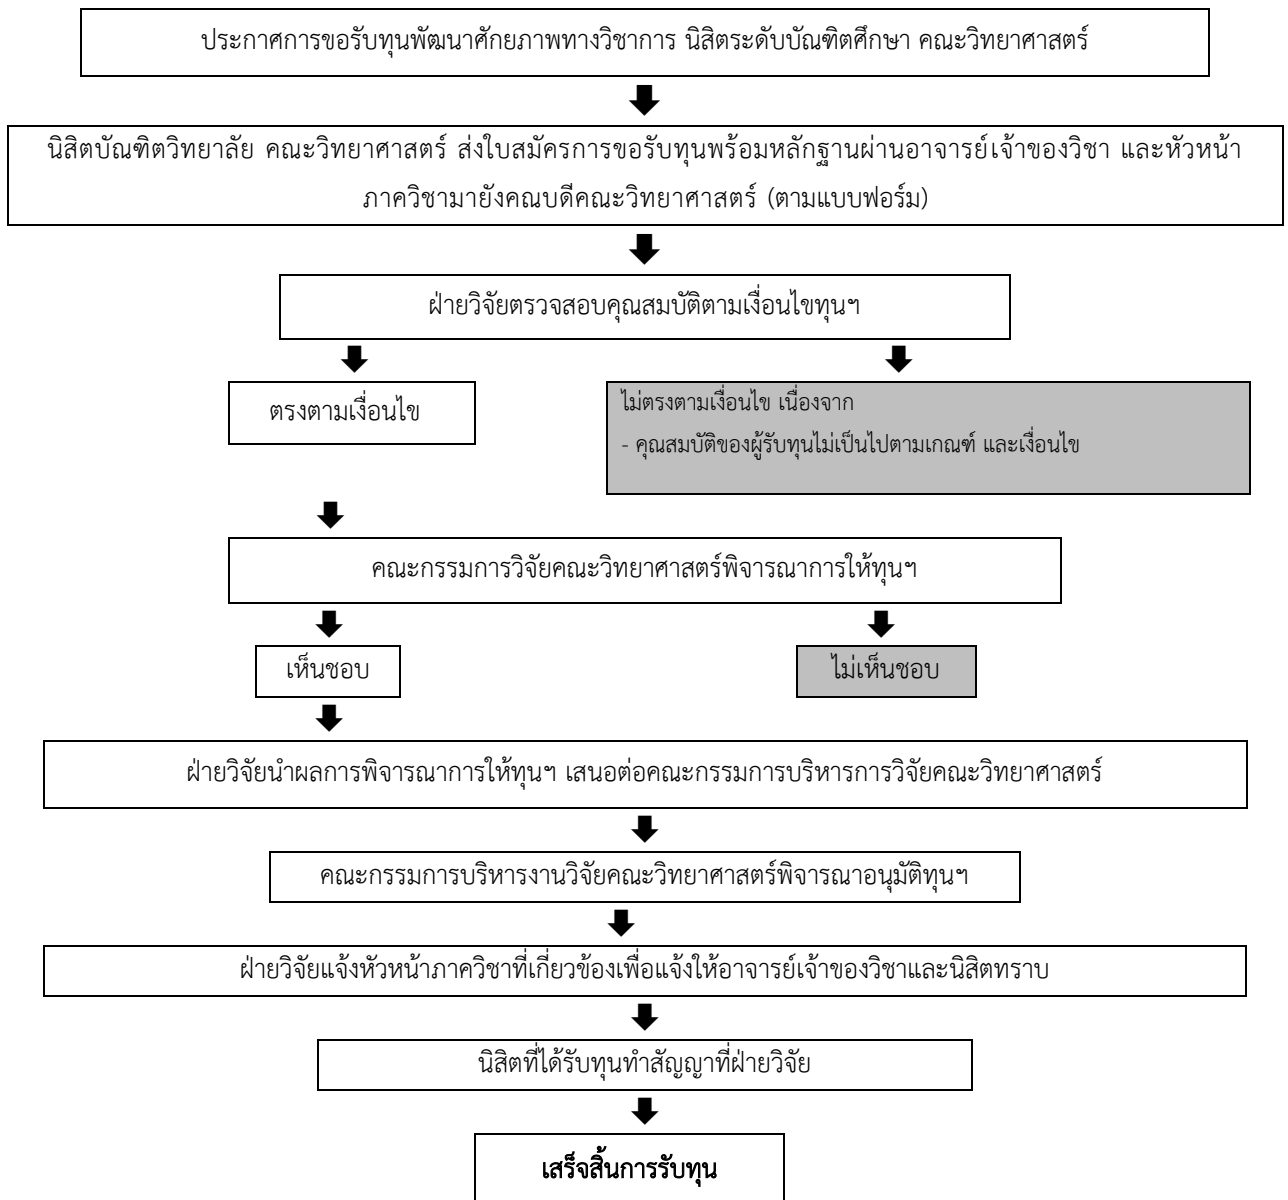 ประกาศการขอรับทุนพัฒนาศักยภาพทางวิชาการ นิสิตระดับบัณฑิตศึกษา คณะวิทยาศาสตร์
นิสิตบัณฑิตวิทยาลัย คณะวิทยาศาสตร์ ส่งใบสมัครการขอรับทุนพร้อมหลักฐานผ่านอาจารย์เจ้าของวิชา และหัวหน้า
ภาควิชามายังคณบดีคณะวิทยาศาสตร์ (ตามแบบฟอร์ม)
ฝ่ายวิจัยตรวจสอบคุณสมบัติตามเงื่อนไขทุนฯ
ตรงตามเงื่อนไข
ไม่ตรงตามเงื่อนไข เนื่องจาก
- คุณสมบัติของผู้รับทุนไม่เป็นไปตามเกณฑ์ และเงื่อนไข
คณะกรรมการวิจัยคณะวิทยาศาสตร์พิจารณาการให้ทุนฯ
เห็นชอบ
ไม่เห็นชอบ
ฝ่ายวิจัยนำผลการพิจารณาการให้ทุนฯ เสนอต่อคณะกรรมการบริหารการวิจัยคณะวิทยาศาสตร์
คณะกรรมการบริหารงานวิจัยคณะวิทยาศาสตร์พิจารณาอนุมัติทุนฯ
ฝ่ายวิจัยแจ้งหัวหน้าภาควิชาที่เกี่ยวข้องเพื่อแจ้งให้อาจารย์เจ้าของวิชาและนิสิตทราบ
นิสิตที่ได้รับทุนทำสัญญาที่ฝ่ายวิจัย
เสร็จสิ้นการรับทุน